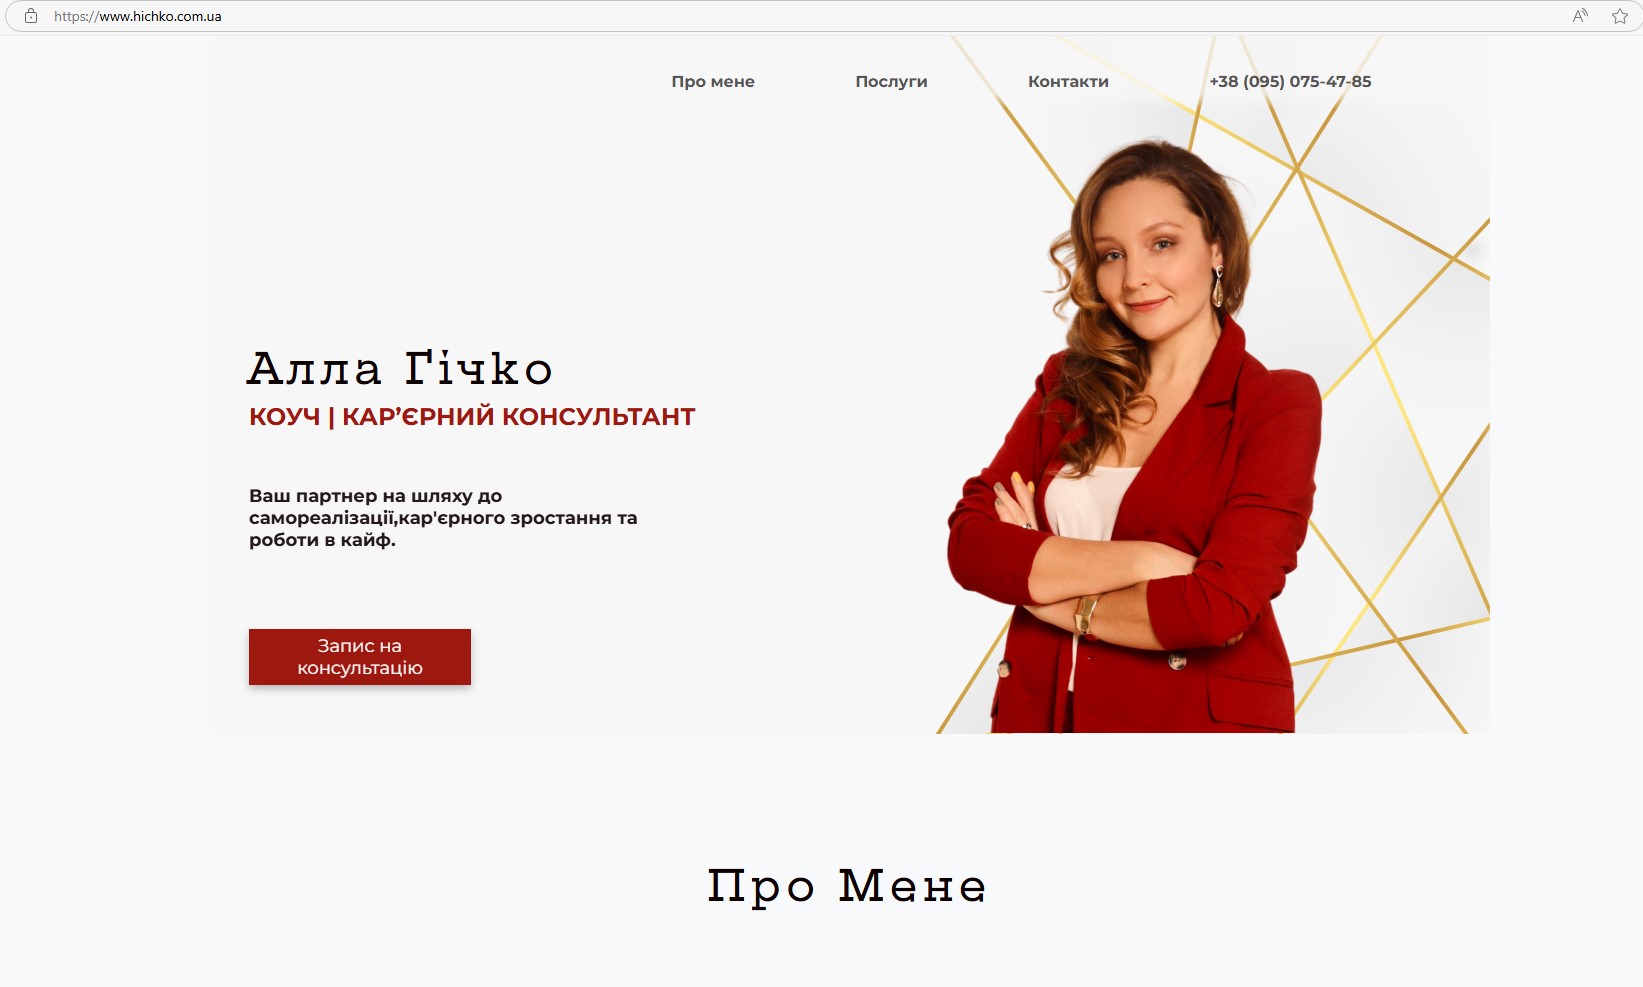 https://www.hichko.com.ua
Про мене Послуги Контакти +38 (095) 075-47-85
Алла Гічко
КОУЧ | КАР’ЄРНИЙ КОНСУЛЬТАНТ
Ваш партнер на шляху до
самореалізації,кар'єрного зростання та
роботи в кайф.
Запис на
консультацію
Про Мене